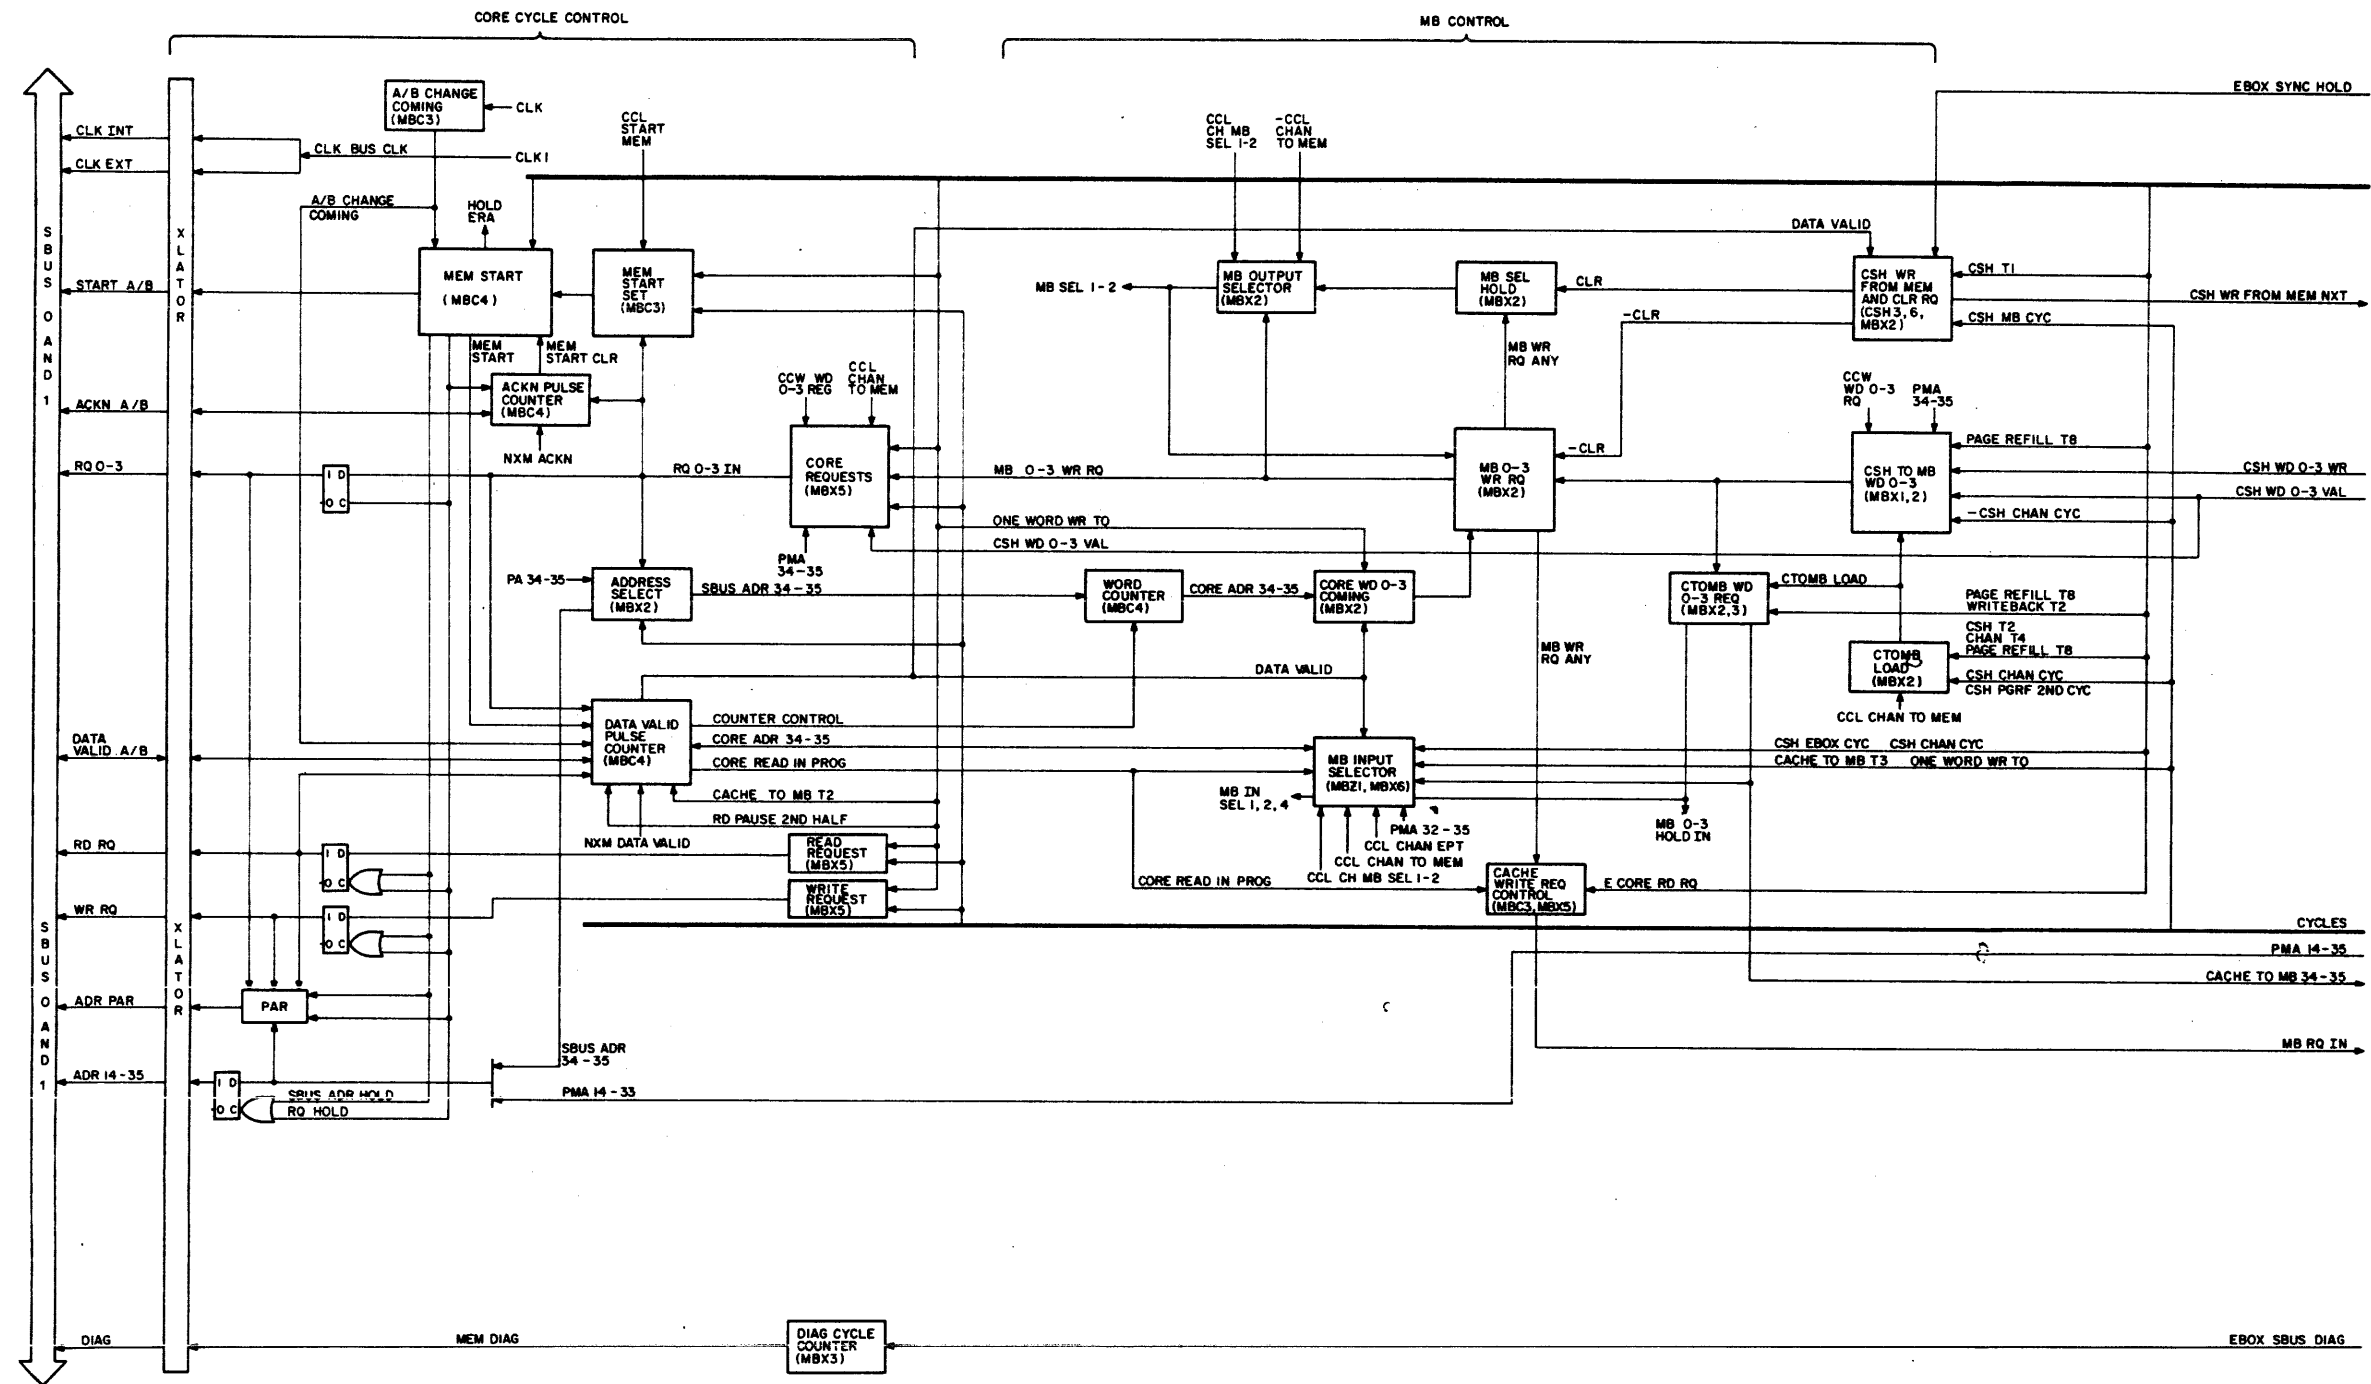 CORE CYCLE CONTROL
MB CONTROL
A/B CHANGE
COMING
(MBC3)
CLK
CCL
START
MEM
EBOX SYNC HOLD
CLK INT
CLK BUS CLK
CLK1
CLK EXT
CCL
CH MB
SEL 1-2
-CCL
CHAN
TO MEM
A/B CHANGE
COMING
HOLD
ERA
SBUS 0 AND 1
XLATOR
DATA VALID
MEM START
(MBC4)
MEM
START
SET
(MBC3)
MB OUTPUT
SELECTOR
(MBX2)
MB SEL
HOLD
(MBX2)
CLR
CSH WR
FROM MEM
AND CLR RQ
(CSH3,6,
MBX2)
CSH T1
START A/B
MB SEL 1-2
CSH WR FROM MEM NXT
-CLR
CSH MB CYC
MEM
START
MEM
START CLR
MB WR
RQ ANY
ACKN PULSE
COUNTER
(MBC4)
CCW WD
0-3 REG
CCL
CHAN
TO MEM
CCW
WD 0-3
RQ
PMA
34-35
ACKN A/B
NXM ACKN
-CLR
PAGE REFILL T8
RQ 0-3
1 D
0 C
RQ 0-3 IN
CORE
REQUESTS
(MBX5)
MB 0-3 WR RQ
MB 0-3
WR RQ
(MBX2)
CSH TO MB
WD 0-3
(MBX1,2)
CSH WD 0-3 WR
CSH WD 0-3 VAL
-CSH CHAN CYC
ONE WORD WR TO
CSH WD 0-3 VAL
PMA
34-35
PA 34-35
ADDRESS
SELECT
(MBX2)
SBUS ADR 34-35
WORD
COUNTER
(MBC4)
CORE ADR 34-35
CORE WD 0-3
COMING
(MBX2)
CTOMB WD
0-3 REQ
(MBX2,3)
CTOMB LOAD
PAGE REFILL T8
WRITEBACK T2
CSH T2
CHAN T4
PAGE REFILL T8
MB WR
RQ ANY
CTOMB
LOAD
(MBX2)
CSH CHAN CYC
CSH PGRF 2ND CYC
CCL CHAN TO MEM
DATA VALID
DATA
VALID A/B
DATA VALID
PULSE
COUNTER
(MBC4)
COUNTER CONTROL
CORE ADR 34-35
CORE READ IN PROG
CACHE TO MB T2
RD PAUSE 2ND HALF
NXM DATA VALID
MB INPUT
SELECTOR
(MBZ1, MBX6)
CSH EBOX CYC CSH CHAN CYC
CACHE TO MB T3 ONE WORD WR TO
MB IN
SEL 1, 2, 4
PMA 32-35
CCL CHAN EPT
CCL CHAN TO MEM
CCL CH MB SEL 1-2
MB 0-3
HOLD IN
RD RQ
1 D
0 C
READ
REQUEST
(MBX5)
WRITE
REQUEST
(MBX5)
CORE READ IN PROG
CACHE
WRITE REQ
CONTROL
(MBC3, MBX5)
E CORE RD RQ
WR RQ
1 D
0 C
SBUS 0 AND 1
XLATOR
CYCLES
PMA 14-35
CACHE TO MB 34-35
ADR PAR
PAR
MB RQ IN
SBUS ADR
34-35
ADR 14-35
1 D
0 C
SBUS ADR HOLD
RQ HOLD
PMA 14-33
DIAG
MEM DIAG
DIAG CYCLE
COUNTER
(MBX3)
EBOX SBUS DIAG